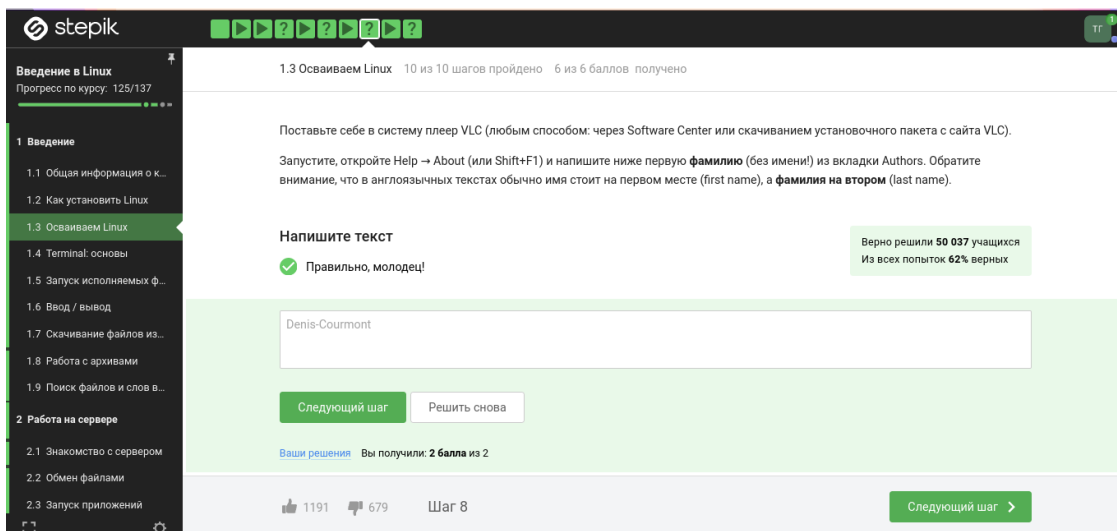 stepik
? ? ? ?
ТГ
1
Введение в Linux
Прогресс по курсу: 125/137
1 Введение
1.1 Общая информация о к...
1.2 Как установить Linux
1.3 Осваиваем Linux
1.4 Terminal: основы
1.5 Запуск исполняемых ф...
1.6 Ввод / вывод
1.7 Скачивание файлов из...
1.8 Работа с архивами
1.9 Поиск файлов и слов в...
2 Работа на сервере
2.1 Знакомство с сервером
2.2 Обмен файлами
2.3 Запуск приложений
1.3 Осваиваем Linux 10 из 10 шагов пройдено 6 из 6 баллов получено
Поставьте себе в систему плеер VLC (любым способом: через Software Center или скачиванием установочного пакета с сайта VLC).
Запустите, откройте Help → About (или Shift+F1) и напишите ниже первую фамилию (без имени!) из вкладки Authors. Обратите
внимание, что в англоязычных текстах обычно имя стоит на первом месте (first name), а фамилия на втором (last name).
Напишите текст
Правильно, молодец!
Верно решили 50 037 учащихся
Из всех попыток 62% верных
Denis-Courmont
Следующий шаг Решить снова
Ваши решения Вы получили: 2 балла из 2
1191 679 Шаг 8
Следующий шаг